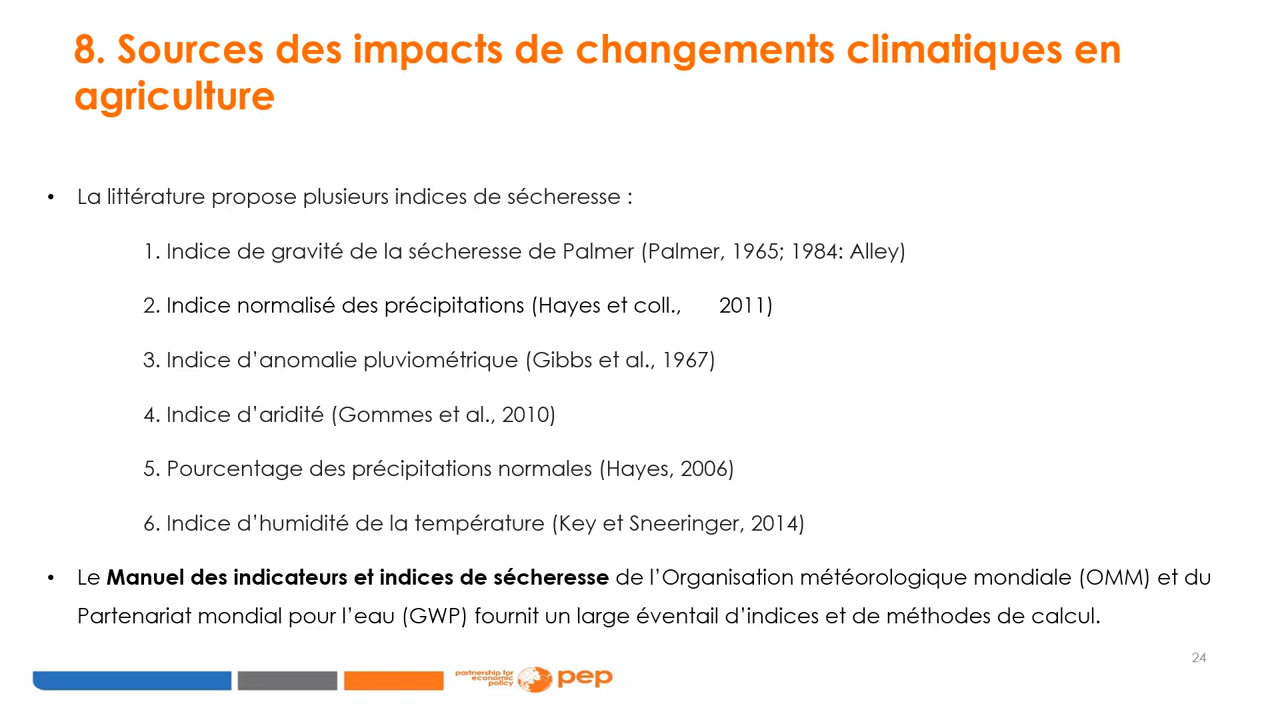 8. Sources des impacts de changements climatiques en
agriculture
• La littérature propose plusieurs indices de sécheresse :
1. Indice de gravité de la sécheresse de Palmer (Palmer, 1965; 1984: Alley)
2. Indice normalisé des précipitations (Hayes et coll., 2011)
3. Indice d’anomalie pluviométrique (Gibbs et al., 1967)
4. Indice d’aridité (Gommes et al., 2010)
5. Pourcentage des précipitations normales (Hayes, 2006)
6. Indice d’humidité de la température (Key et Sneeringer, 2014)
• Le Manuel des indicateurs et indices de sécheresse de l’Organisation météorologique mondiale (OMM) et du
Partenariat mondial pour l’eau (GWP) fournit un large éventail d’indices et de méthodes de calcul.
24
partnership for
economic
policy
pep